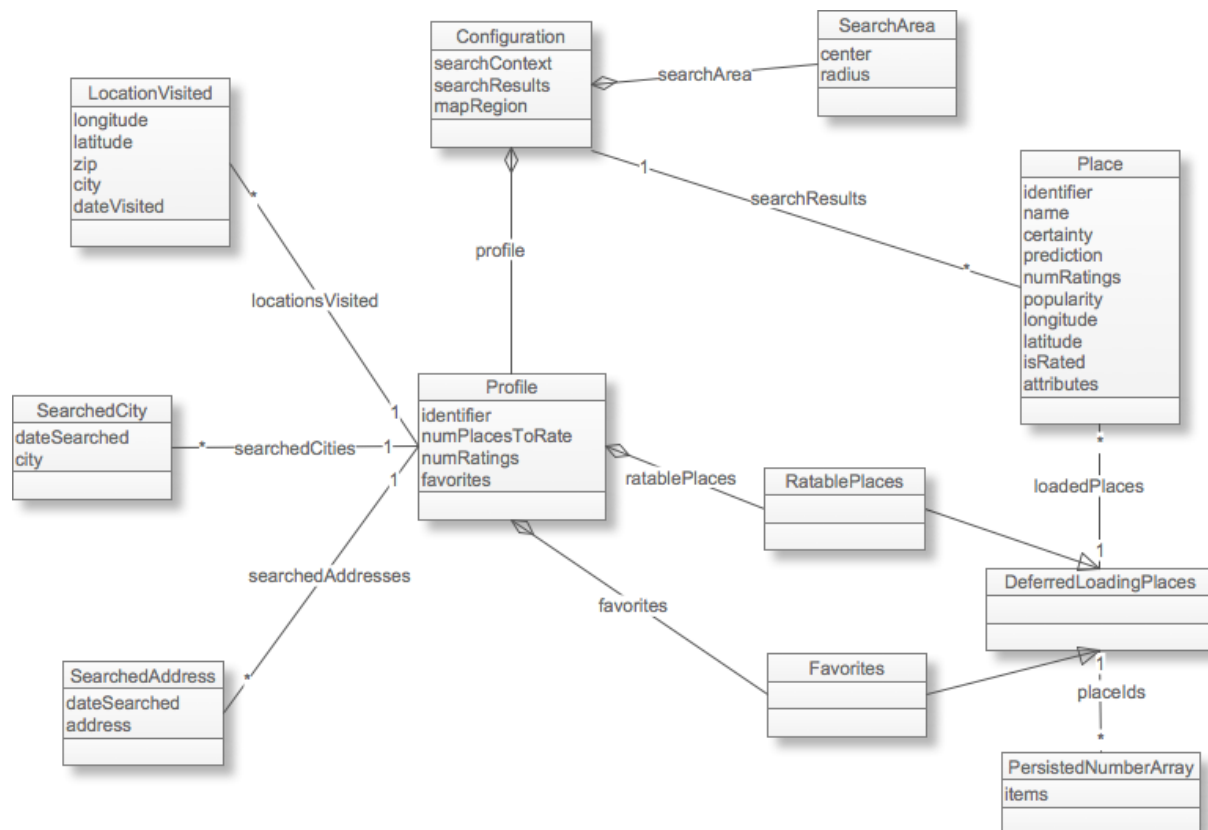 Configuration
searchContext
searchResults
mapRegion
SearchArea
center
radius
searchArea
LocationVisited
longitude
latitude
zip
city
dateVisited
*
1
searchResults
*
Place
identifier
name
certainty
prediction
numRatings
popularity
longitude
latitude
isRated
attributes
profile
locationsVisited
1
SearchedCity
dateSearched
city
* searchedCities 1
Profile
identifier
numPlacesToRate
numRatings
favorites
1
ratablePlaces
RatablePlaces
*
loadedPlaces
1
searchedAddresses
favorites
DeferredLoadingPlaces
SearchedAddress
dateSearched
address
*
Favorites
1
placeIds
*
PersistedNumberArray
items